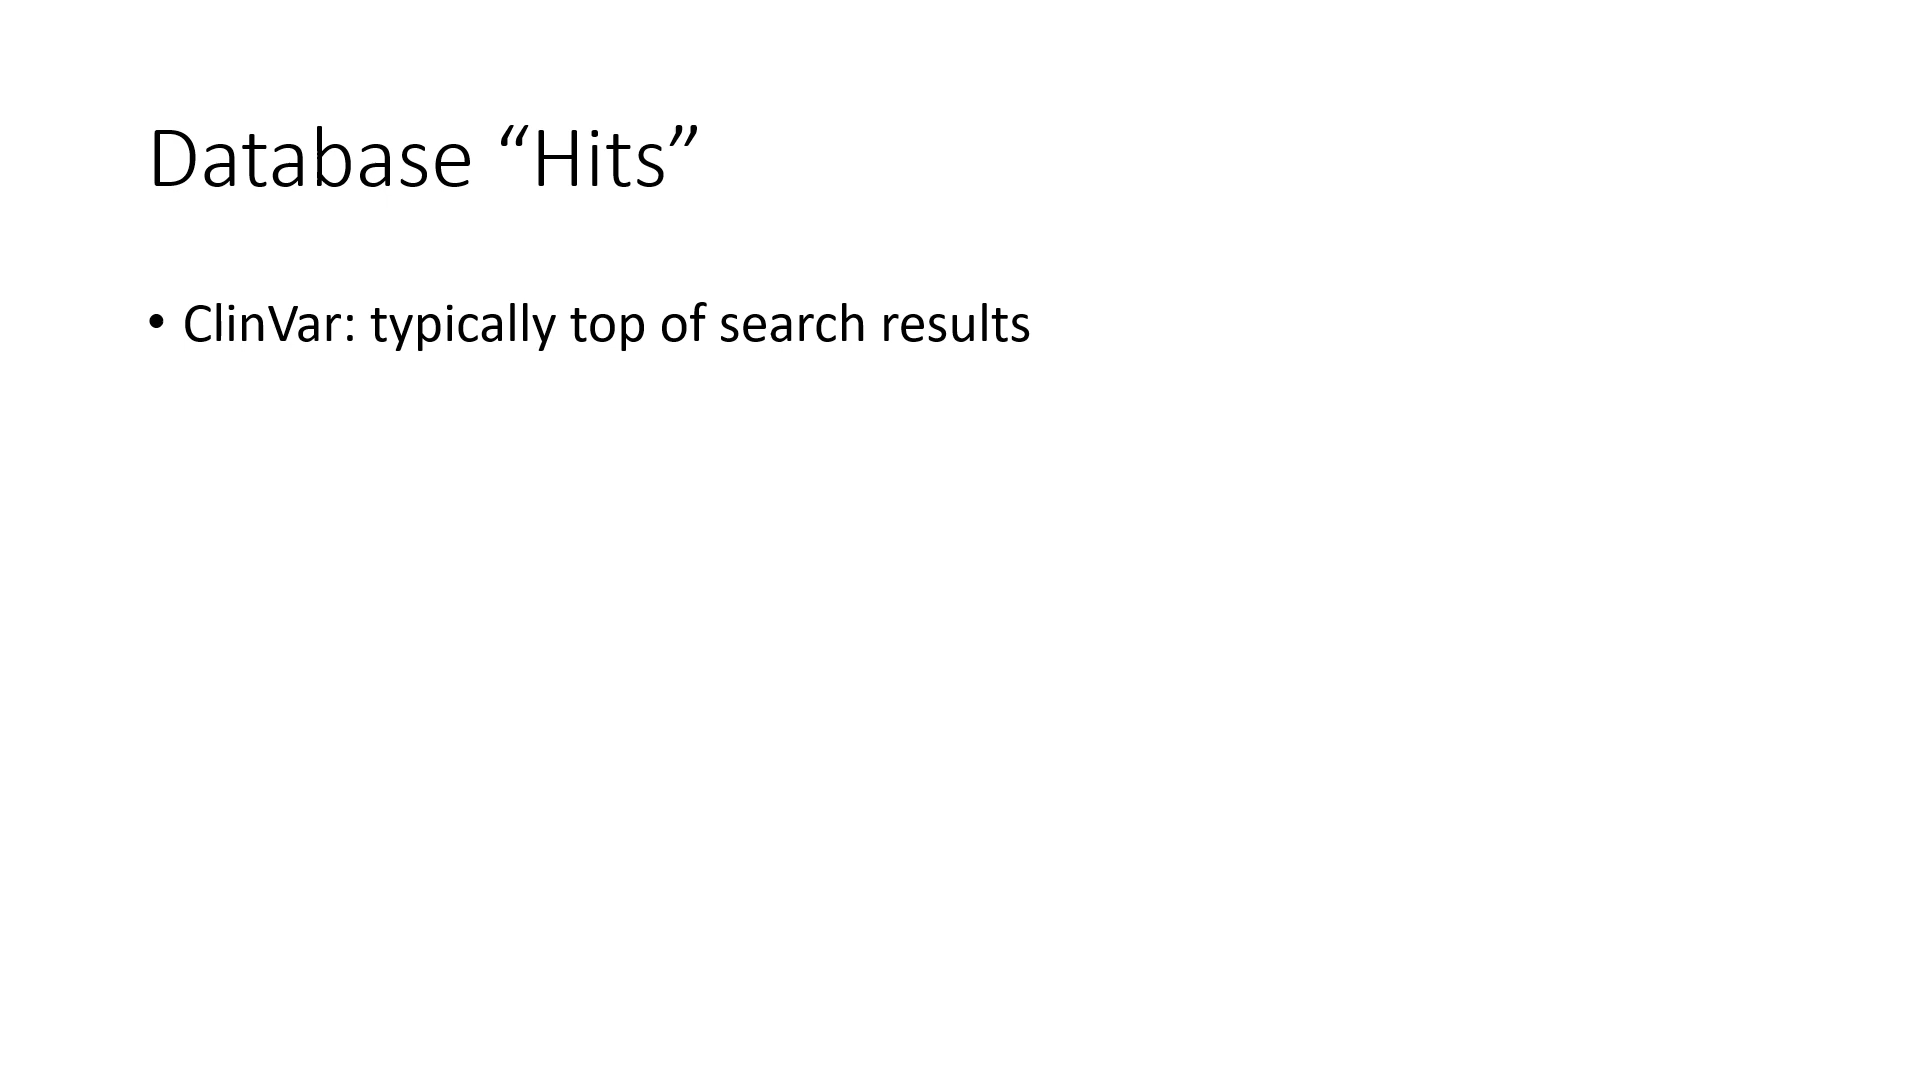 Database “Hits”
• ClinVar: typically top of search results